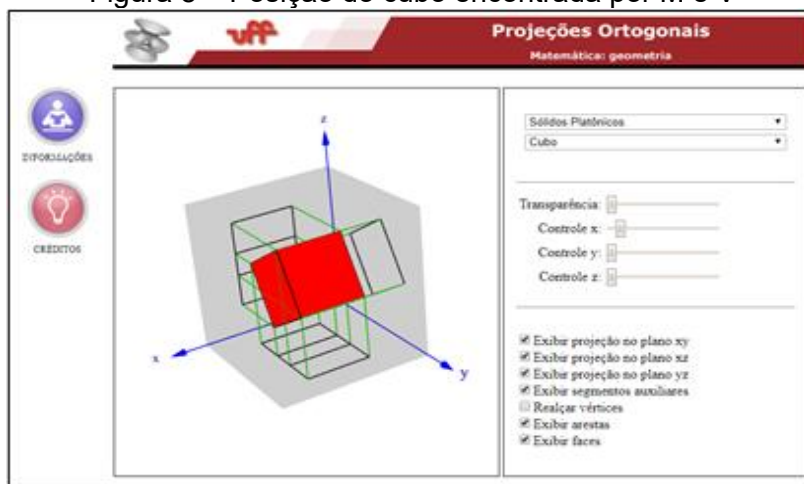 Figura 8 – Posição do cubo encontrada por M e V
uff
Projeções Ortogonais
Matemática: geometria
INFORMAÇÕES
CRÉDITOS
z
x
y
Sólidos Platônicos
Cubo
Transparência:
Controle x:
Controle y:
Controle z:
Exibir projeção no plano xy
Exibir projeção no plano xz
Exibir projeção no plano yz
Exibir segmentos auxiliares
Realçar vértices
Exibir arestas
Exibir faces